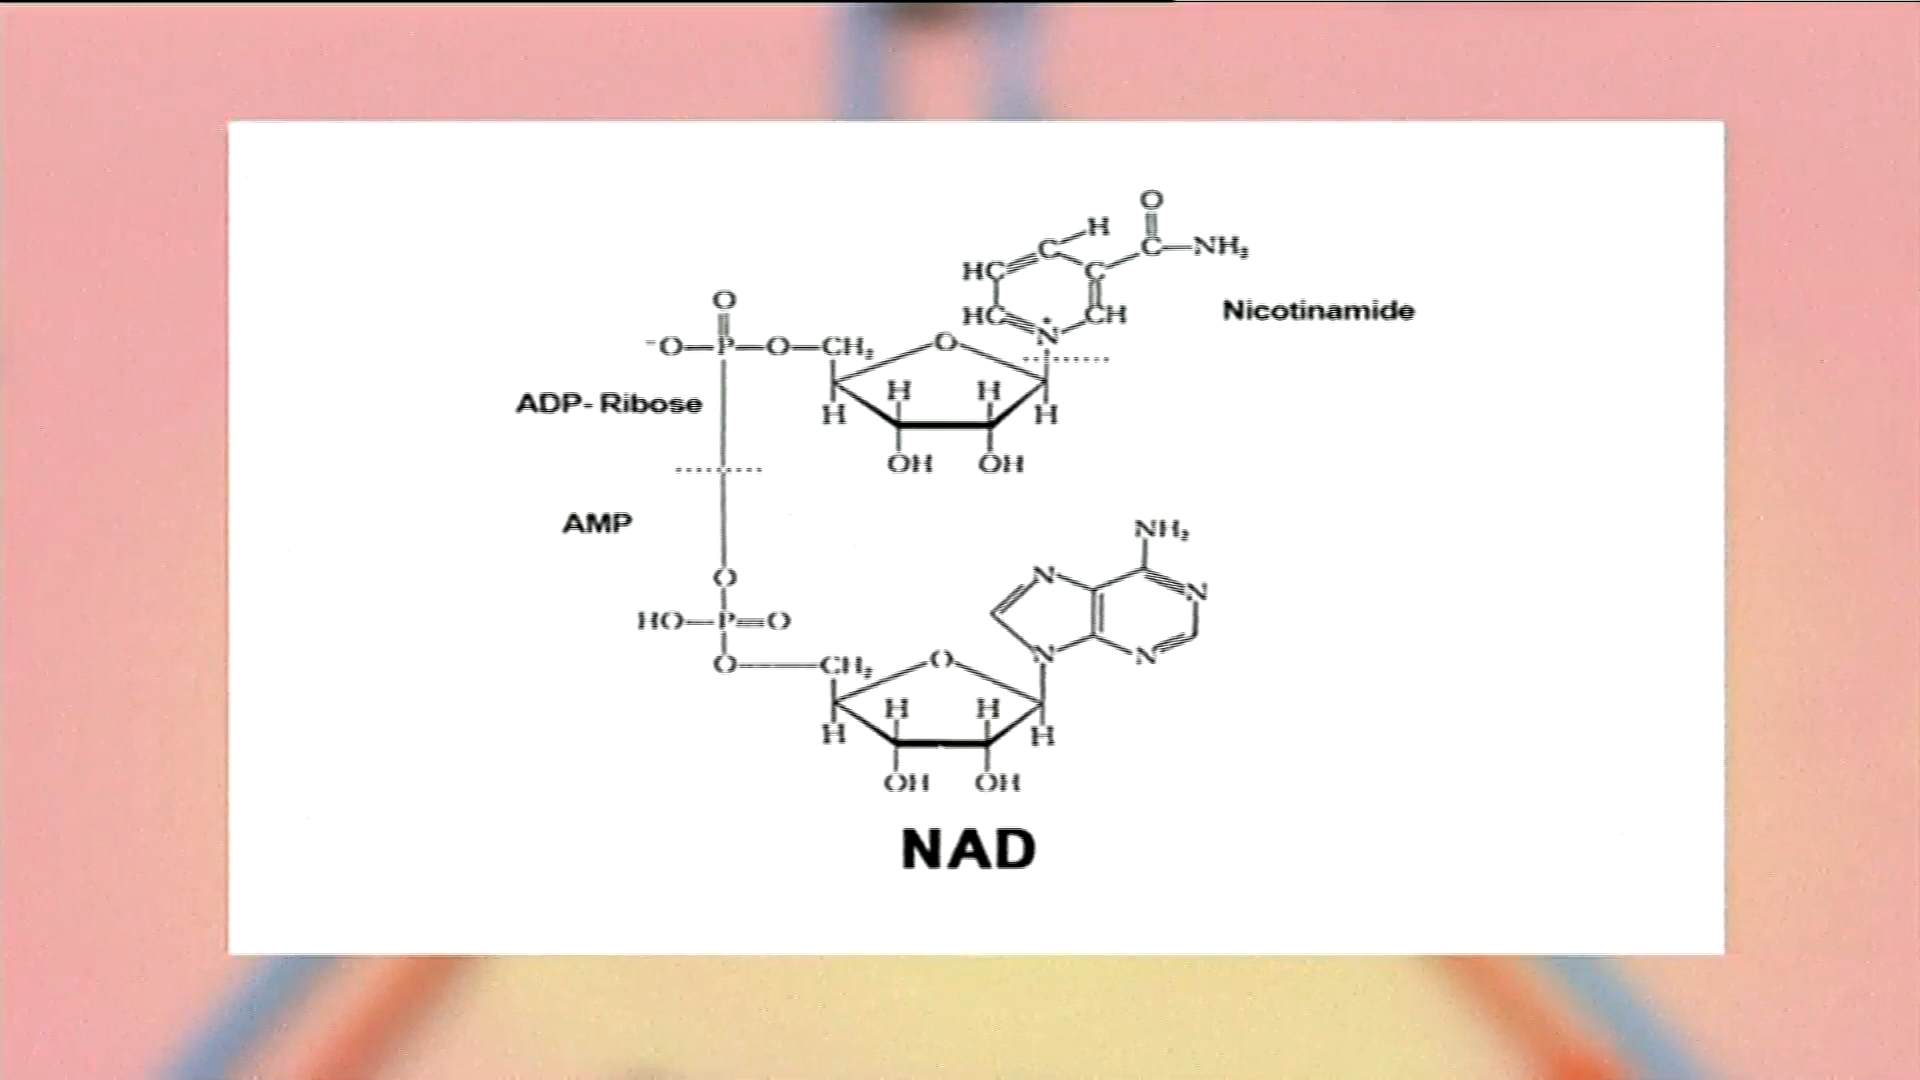 O
H
C
C—NH₂
HC
C
O
HC
CH
Nicotinamide
N⁺
⁻O—P—O—CH₂
O
ADP- Ribose
H
H
H
H
OH
OH
AMP
NH₂
O
N
N
HO—P=O
N
N
O
CH₂
O
H
H
H
H
OH
OH
NAD